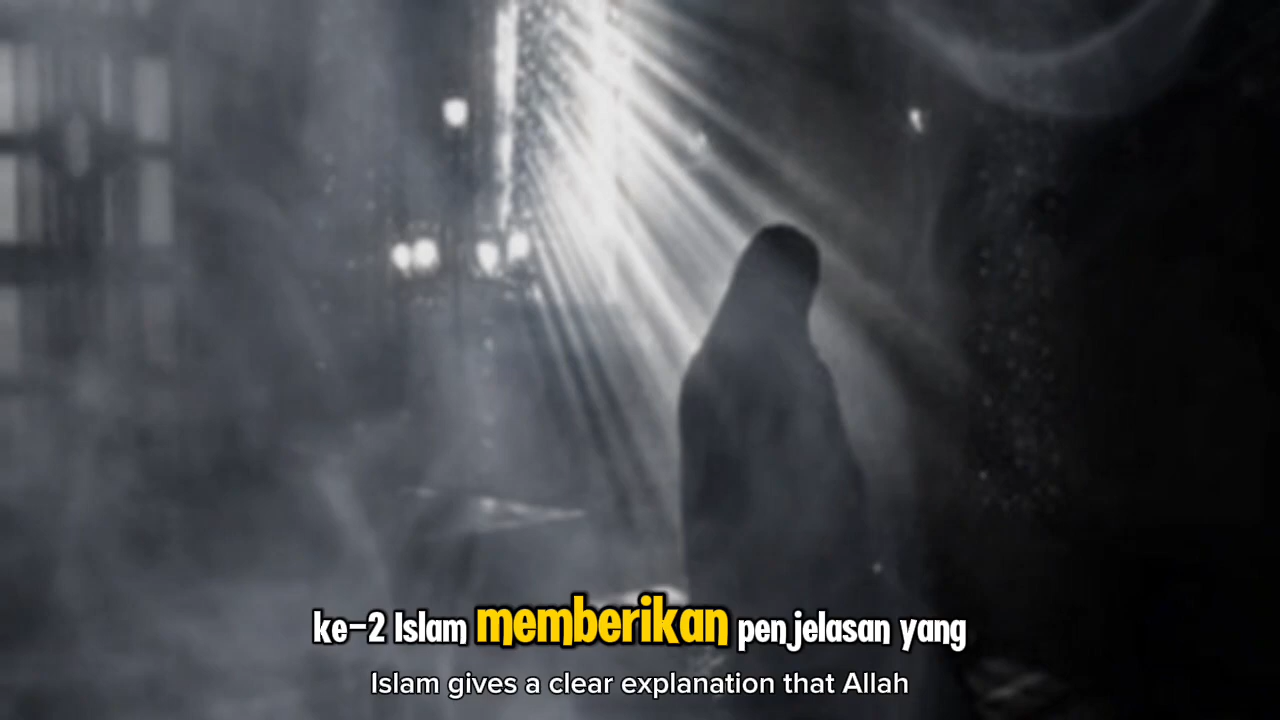 ke-2 Islam memberikan penjelasan yang
Islam gives a clear explanation that Allah